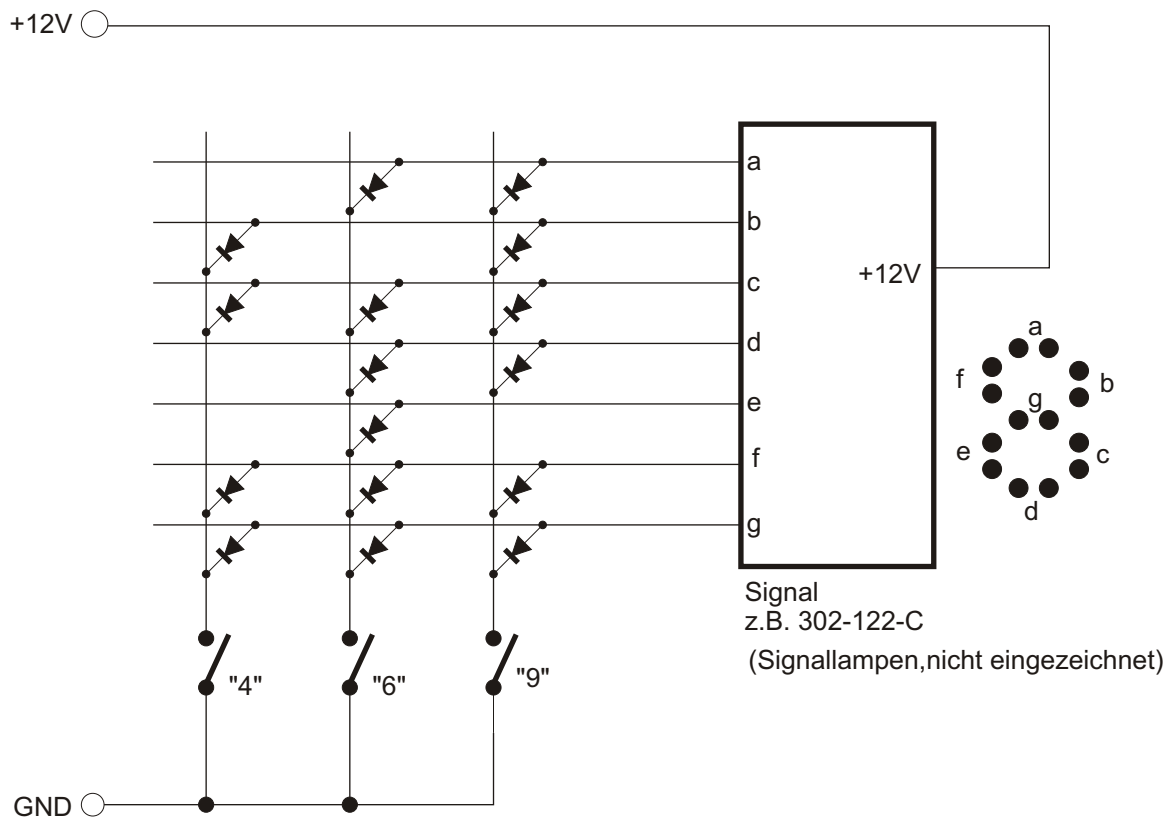 +12V
a
b
c
+12V
d
e
f
g
a
f
b
g
e
c
d
Signal
z.B. 302-122-C
(Signallampen,nicht eingezeichnet)
"4"
"6"
"9"
GND